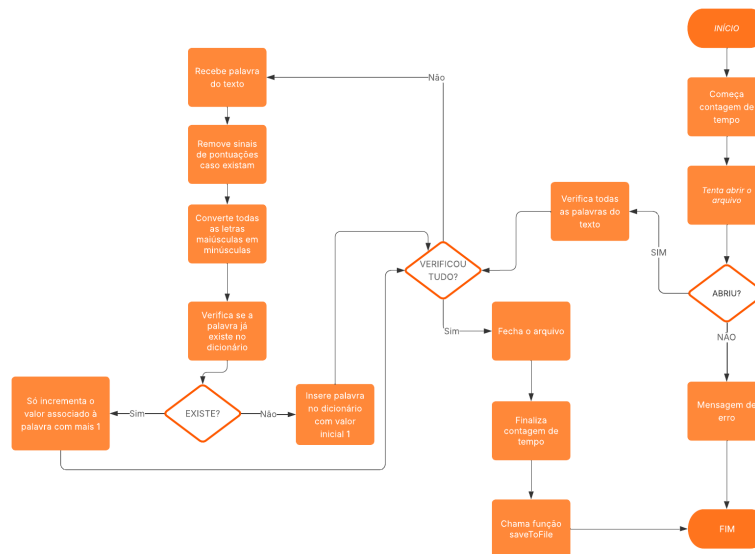 INÍCIO
Começa
contagem de
tempo
Tenta abrir o
arquivo
ABRIU?
SIM
NAO
Mensagem de
erro
FIM
Verifica todas
as palavras do
texto
VERIFICOU
TUDO?
Não
Sim
Recebe palavra
do texto
Remove sinais
de pontuações
caso existam
Converte todas
as letras
maiúsculas em
minúsculas
Verifica se a
palavra já
existe no
dicionário
EXISTE?
Sim
Não
Só incrementa o
valor associado à
palavra com mais 1
Insere palavra
no dicionário
com valor
inicial 1
Fecha o arquivo
Finaliza
contagem de
tempo
Chama função
saveToFile